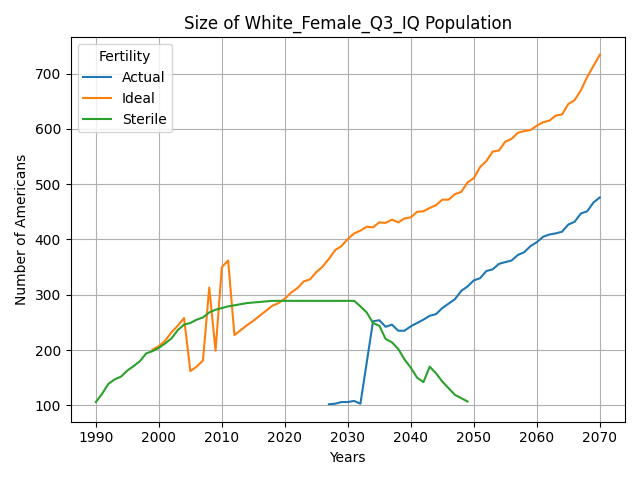 Size of White_Female_Q3_IQ Population
Fertility
Actual
Ideal
Sterile
Number of Americans
700
600
500
400
300
200
100
1990 2000 2010 2020 2030 2040 2050 2060 2070
Years